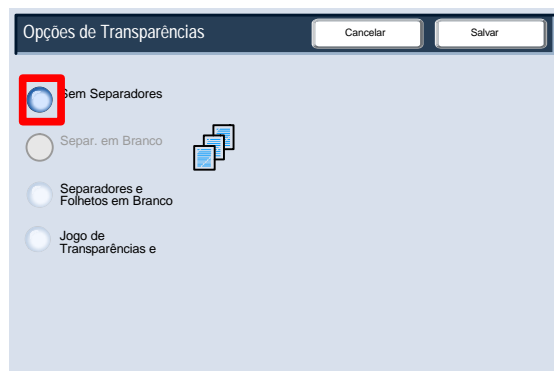 Opções de Transparências
Cancelar
Salvar
Sem Separadores
Separ. em Branco
Separadores e
Folhetos em Branco
Jogo de
Transparências e